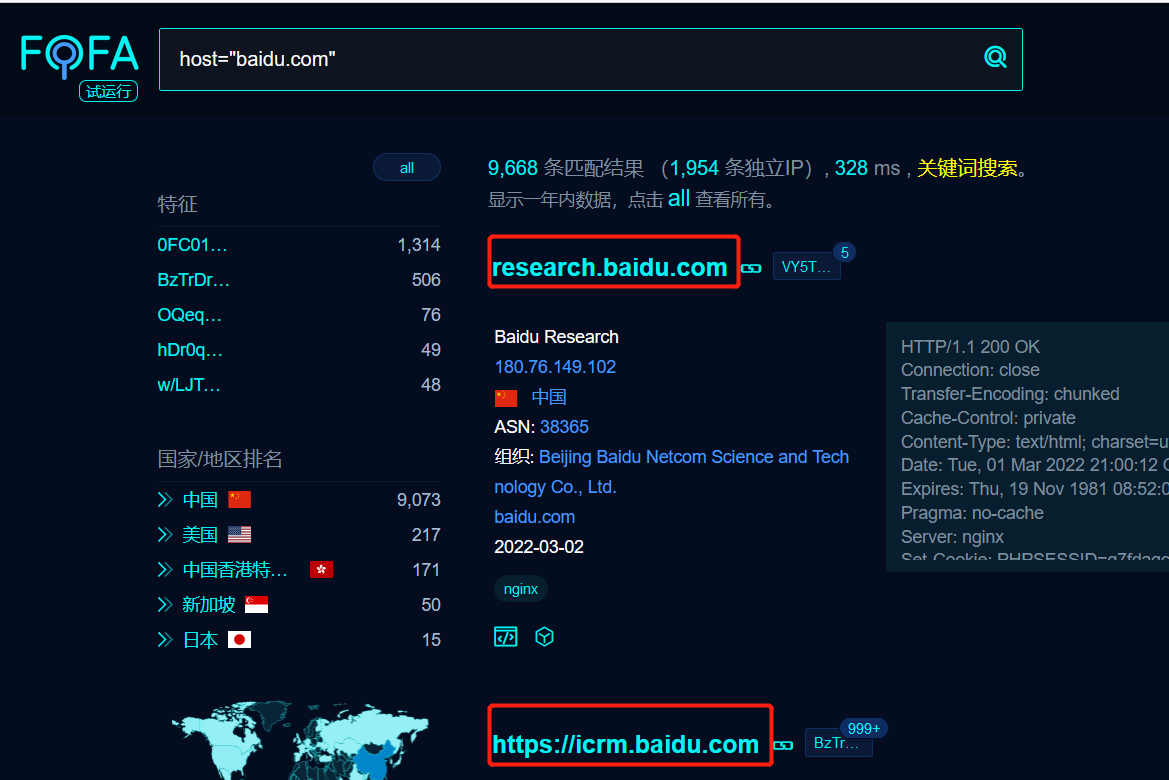 FOFA
试运行
host="baidu.com"
all
特征
0FC01… 1,314
BzTrDr… 506
OQeq… 76
hDr0q… 49
w/LJT… 48
国家/地区排名
中国 9,073
美国 217
中国香港特… 171
新加坡 50
日本 15
9,668 条匹配结果 （1,954 条独立IP）, 328 ms , 关键词搜索。
显示一年内数据，点击 all 查看所有。
research.baidu.com VY5T… 5
Baidu Research
180.76.149.102
中国
ASN: 38365
组织: Beijing Baidu Netcom Science and Tech
nology Co., Ltd.
baidu.com
2022-03-02
nginx
HTTP/1.1 200 OK
Connection: close
Transfer-Encoding: chunked
Cache-Control: private
Content-Type: text/html; charset=u
Date: Tue, 01 Mar 2022 21:00:12 G
Expires: Thu, 19 Nov 1981 08:52:0
Pragma: no-cache
Server: nginx
Set-Cookie:
https://icrm.baidu.com BzTr… 999+